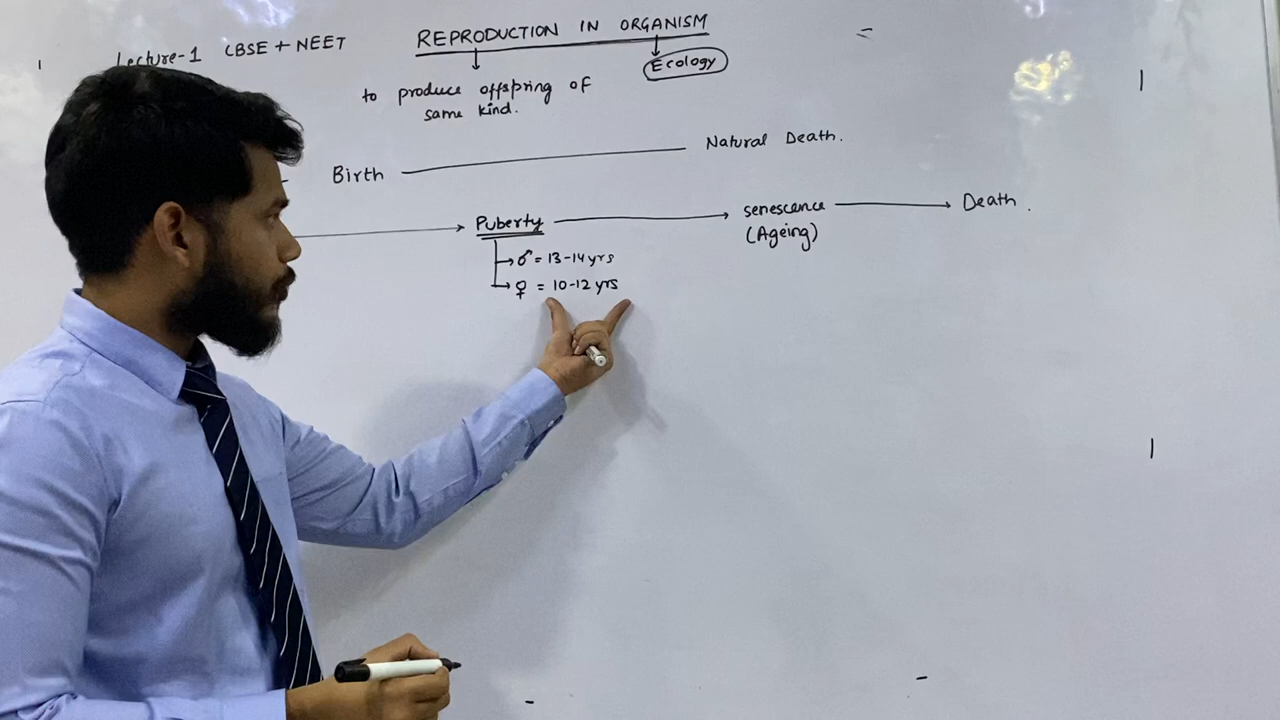 Lecture-1 CBSE + NEET
REPRODUCTION IN ORGANISM
Ecology
to produce offspring of
same kind.
Birth
Natural Death.
Puberty
senescence
(Ageing)
Death.
♂ = 13-14 yrs
♀ = 10-12 yrs